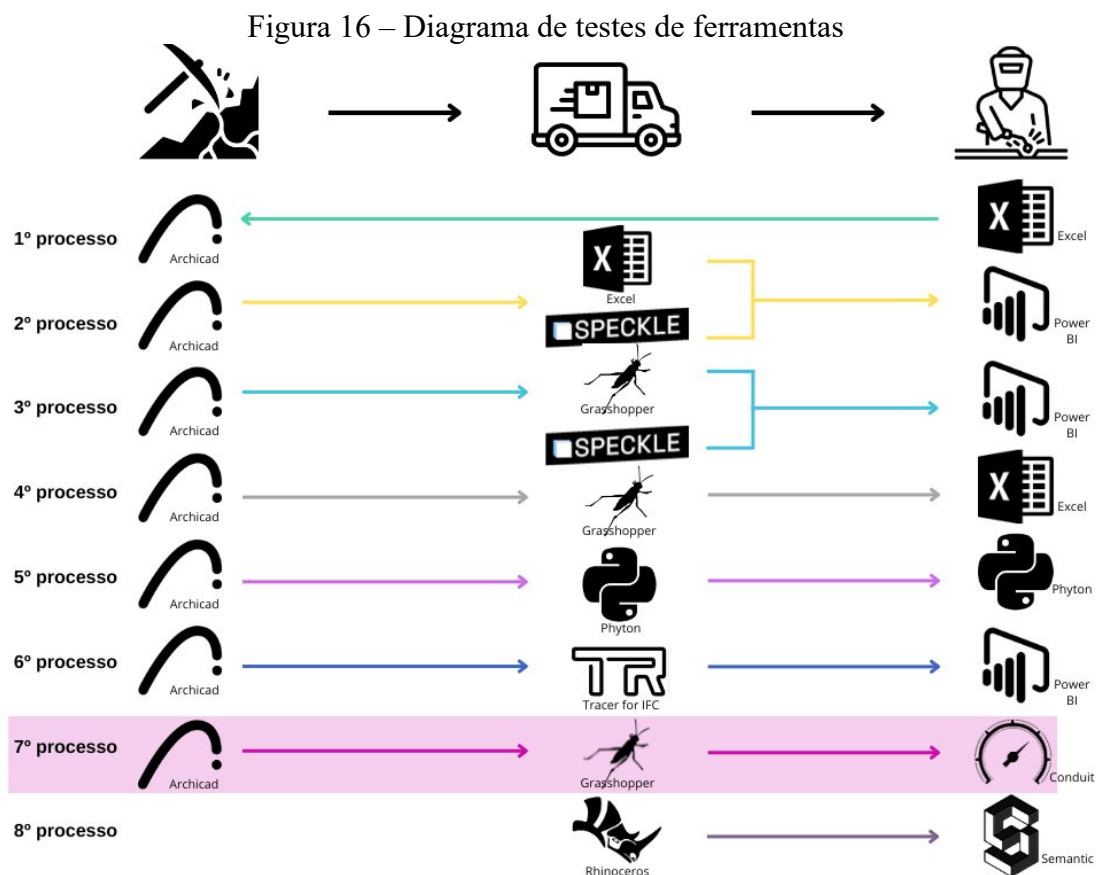 Figura 16 – Diagrama de testes de ferramentas
1º processo
Archicad
X
Excel
2º processo
Archicad
X
Excel
SPECKLE
Power
BI
3º processo
Archicad
Grasshopper
SPECKLE
Power
BI
4º processo
Archicad
Grasshopper
X
Excel
5º processo
Archicad
Phyton
Phyton
6º processo
Archicad
TR
Tracer for IFC
Power
BI
7º processo
Archicad
Grasshopper
Conduit
8º processo
Rhinoceros
Semantic